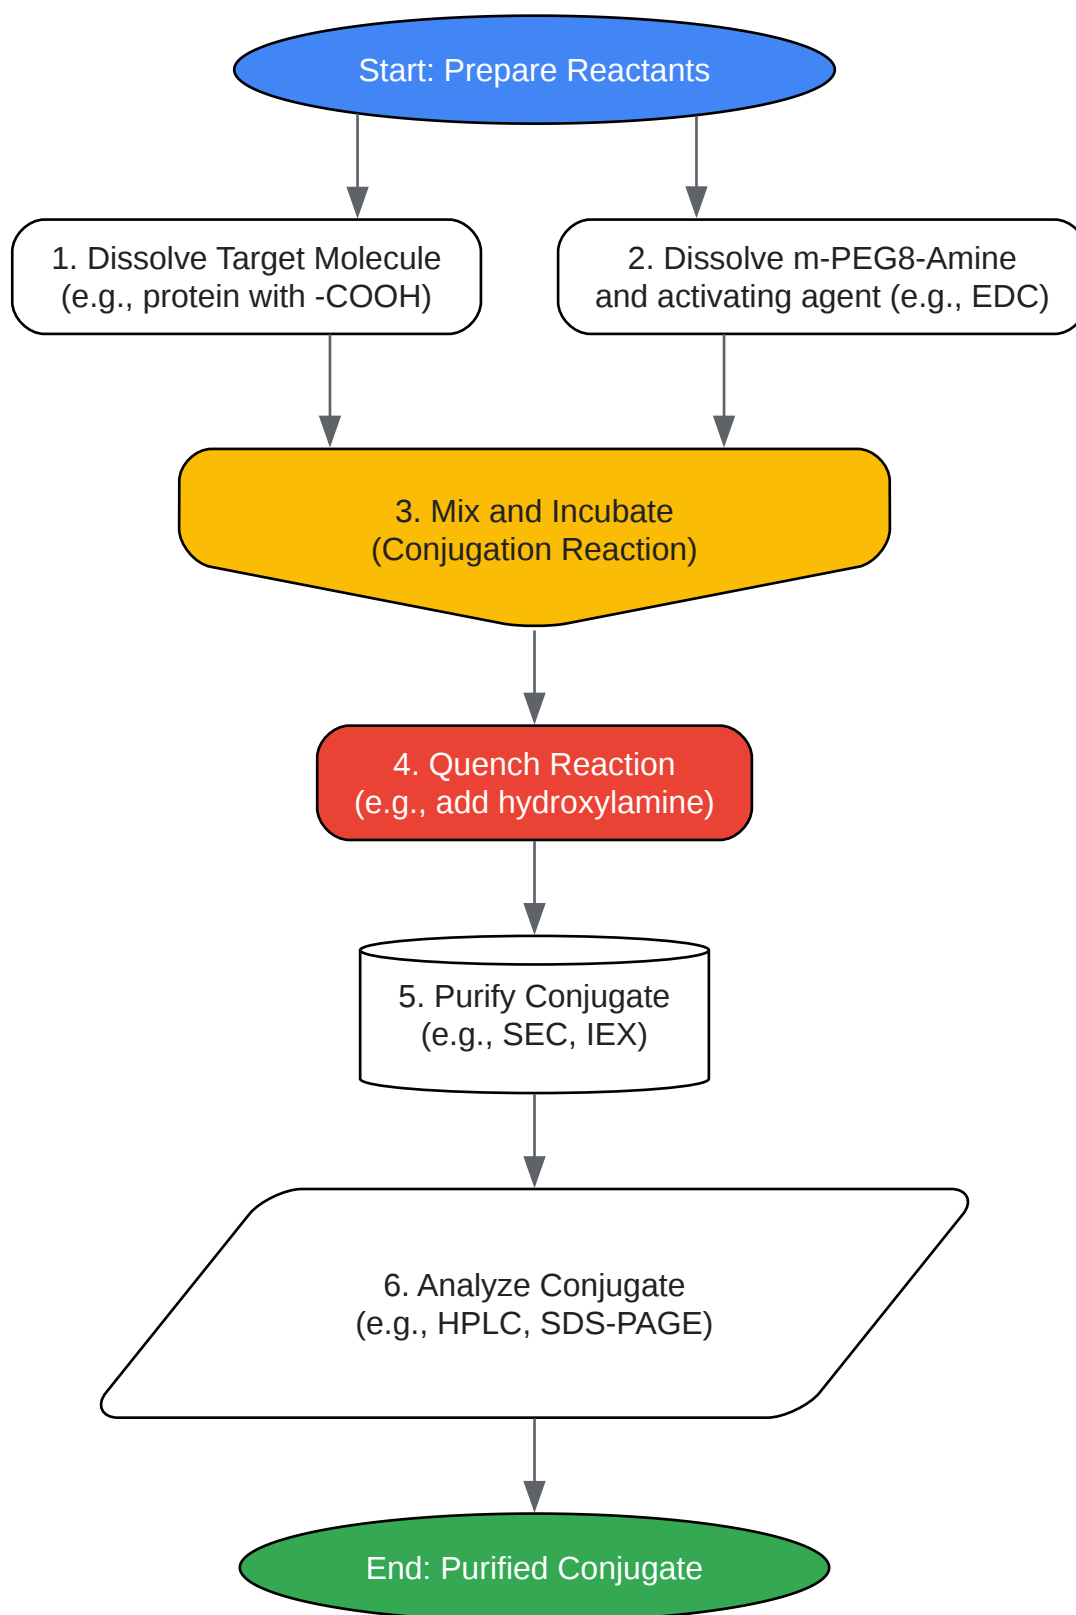 Start: Prepare Reactants
1. Dissolve Target Molecule
(e.g., protein with -COOH)
2. Dissolve m-PEG8-Amine
and activating agent (e.g., EDC)
3. Mix and Incubate
(Conjugation Reaction)
4. Quench Reaction
(e.g., add hydroxylamine)
5. Purify Conjugate
(e.g., SEC, IEX)
6. Analyze Conjugate
(e.g., HPLC, SDS-PAGE)
End: Purified Conjugate